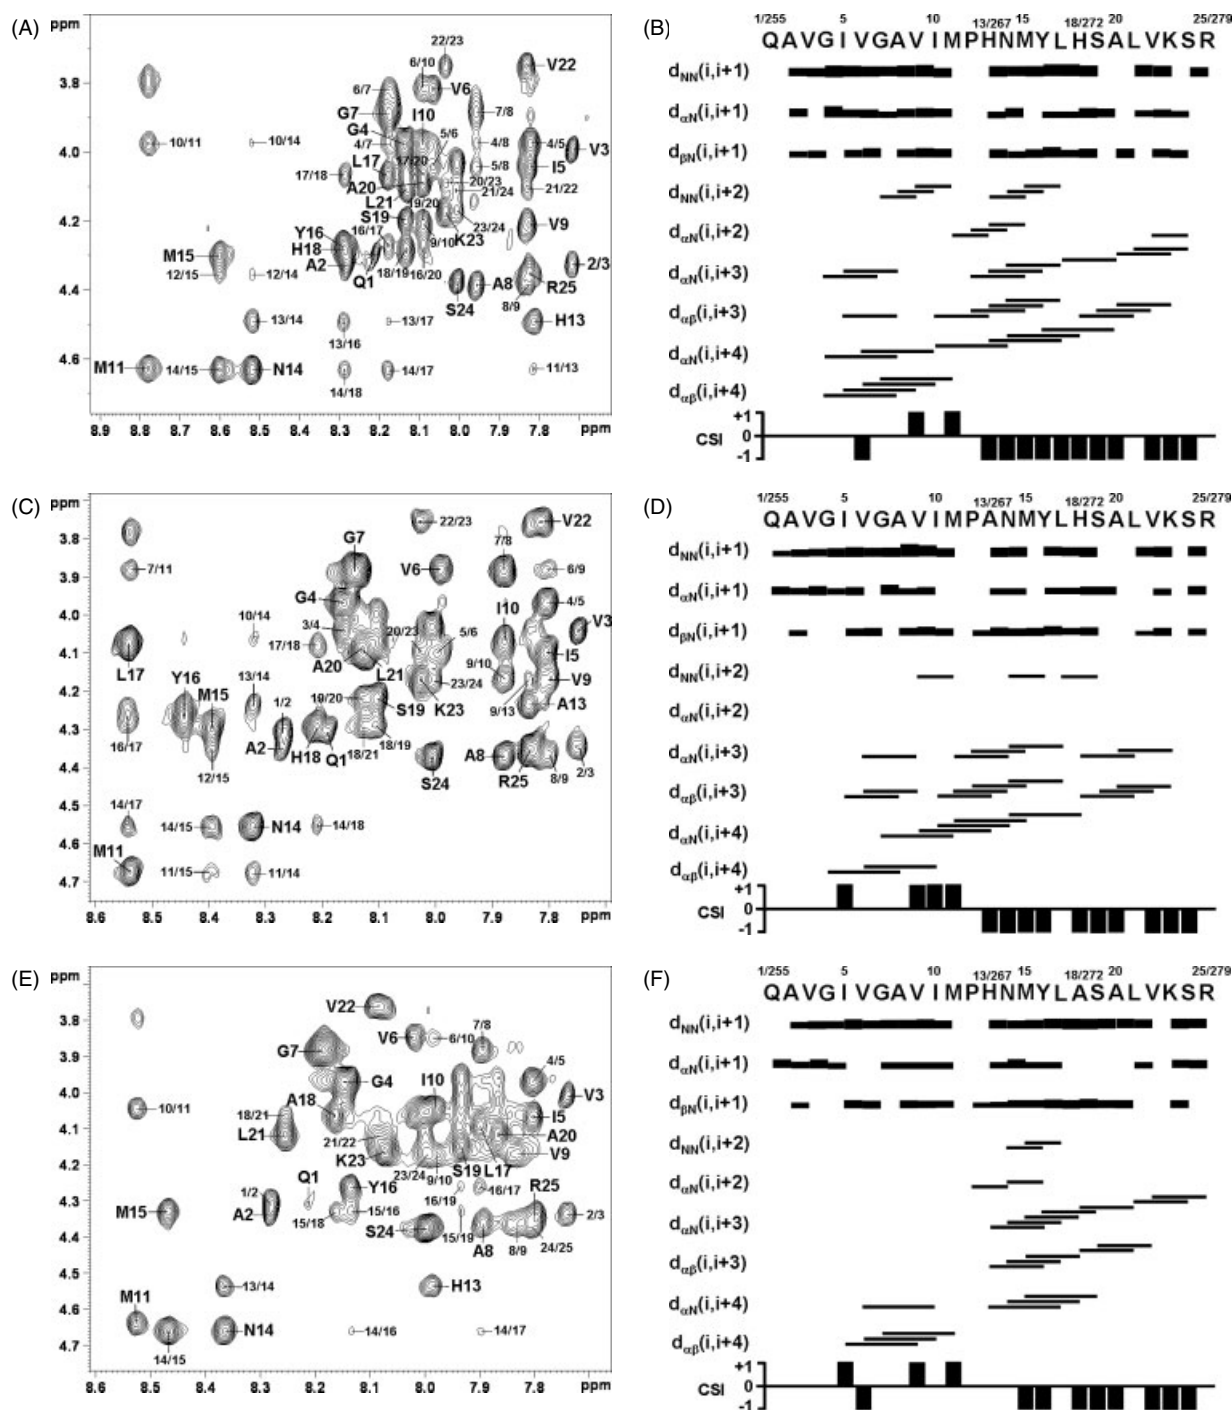 (A)
ppm
3.8
4.0
4.2
4.4
4.6
8.9 8.8 8.7 8.6 8.5 8.4 8.3 8.2 8.1 8.0 7.9 7.8 ppm
22/23
6/10
V22
6/7
V6
G7
I10
7/8
G4
5/6
4/7
4/8
4/5
V3
10/11
10/14
L17
17/20
5/8
I5
17/18
20/23
A20
21/24
21/22
L21
19/20
S19
23/24
V9
Y16
16/17
K23
H18
9/10
M15
A2
Q1
18/19
16/20
2/3
12/15
12/14
A8
R25
S24
8/9
13/14
13/17
H13
13/16
M11
14/15
N14
14/17
11/13
14/18
(B)
1/255 5 10 13/267 15 18/272 20 25/279
QAVGIVGAVIMPHNMYLHSALVKSR
dNN(i,i+1)
dαN(i,i+1)
dβN(i,i+1)
dNN(i,i+2)
dαN(i,i+2)
dαN(i,i+3)
dαβ(i,i+3)
dαN(i,i+4)
dαβ(i,i+4)
+1
CSI 0
-1
(C)
ppm
3.8
3.9
4.0
4.1
4.2
4.3
4.4
4.5
4.6
4.7
8.6 8.5 8.4 8.3 8.2 8.1 8.0 7.9 7.8 ppm
22/23
V22
G7
7/8
7/11
V6
6/9
G4
I10
4/5
10/14
3/4
V3
17/18
20/23
5/6
L17
A20
I5
Y16
L21
9/10
13/14
23/24
V9
M15
1/2
19/20
S19
K23
9/13
A13
16/17
A2
H18
Q1
18/21
18/19
A8
12/15
S24
R25
8/9
2/3
14/17
14/15
N14
14/18
M11
11/15
11/14
(D)
1/255 5 10 13/267 15 18/272 20 25/279
QAVGIVGAVIMPANMYLHSALVKSR
dNN(i,i+1)
dαN(i,i+1)
dβN(i,i+1)
dNN(i,i+2)
dαN(i,i+2)
dαN(i,i+3)
dαβ(i,i+3)
dαN(i,i+4)
dαβ(i,i+4)
+1
CSI 0
-1
(E)
ppm
3.8
3.9
4.0
4.1
4.2
4.3
4.4
4.5
4.6
4.7
8.6 8.5 8.4 8.3 8.2 8.1 8.0 7.9 7.8 ppm
V22
V6
6/10
7/8
G7
4/5
G4
I10
A18
V3
10/11
18/21
I5
L21
21/22
A20
K23
V9
23/24
9/10
S19
L17
Q1
1/2
Y16
16/19
16/17
R25
M15
A2
15/18
15/16
2/3
S24
15/19
A8
8/9
24/25
13/14
H13
M11
N14
14/16
14/17
14/15
(F)
1/255 5 10 13/267 15 18/272 20 25/279
QAVGIVGAVIMPHNMYLASALVKSR
dNN(i,i+1)
dαN(i,i+1)
dβN(i,i+1)
dNN(i,i+2)
dαN(i,i+2)
dαN(i,i+3)
dαβ(i,i+3)
dαN(i,i+4)
dαβ(i,i+4)
+1
CSI 0
-1